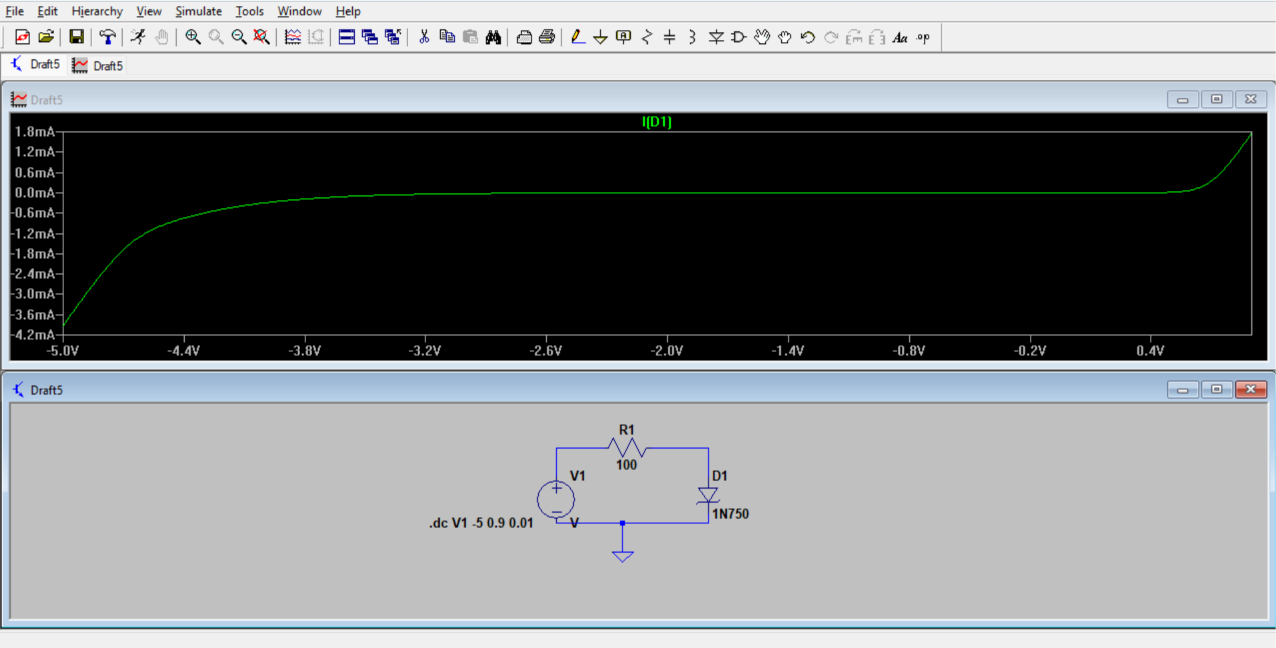 File Edit Hierarchy View Simulate Tools Window Help
Aa .op
Draft5 Draft5
Draft5
I(D1)
1.8mA
1.2mA
0.6mA
0.0mA
-0.6mA
-1.2mA
-1.8mA
-2.4mA
-3.0mA
-3.6mA
-4.2mA
-5.0V -4.4V -3.8V -3.2V -2.6V -2.0V -1.4V -0.8V -0.2V 0.4V
Draft5
R1
100
V1 D1
1N750
.dc V1 -5 0.9 0.01 V